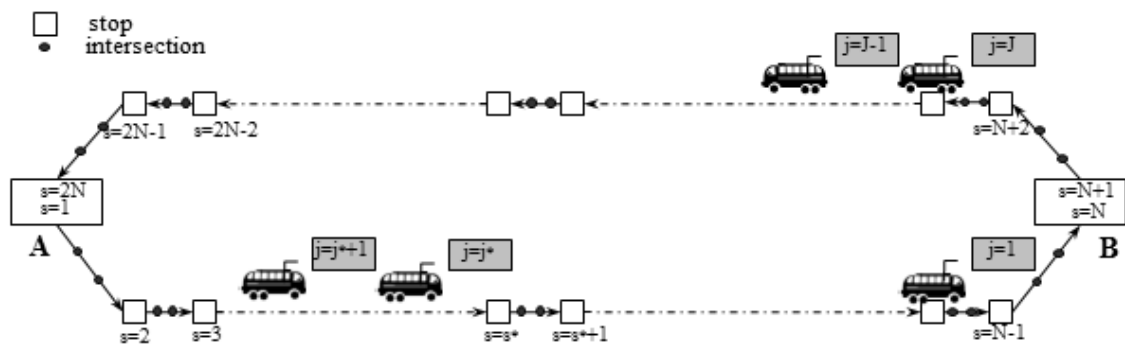 stop
intersection
j=J-1
j=J
s=2N-1
s=2N-2
s=N+2
s=2N
s=1
s=N+1
s=N
A
B
j=j*+1
j=j*
j=1
s=2
s=3
s=s*
s=s*+1
s=N-1